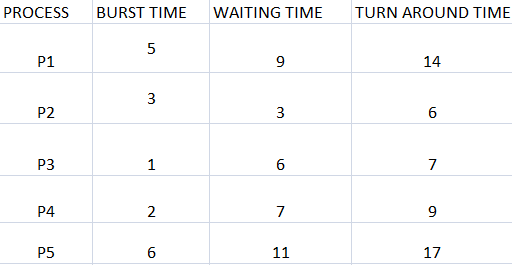 PROCESS BURST TIME WAITING TIME TURN AROUND TIME
P1 5 9 14
P2 3 3 6
P3 1 6 7
P4 2 7 9
P5 6 11 17